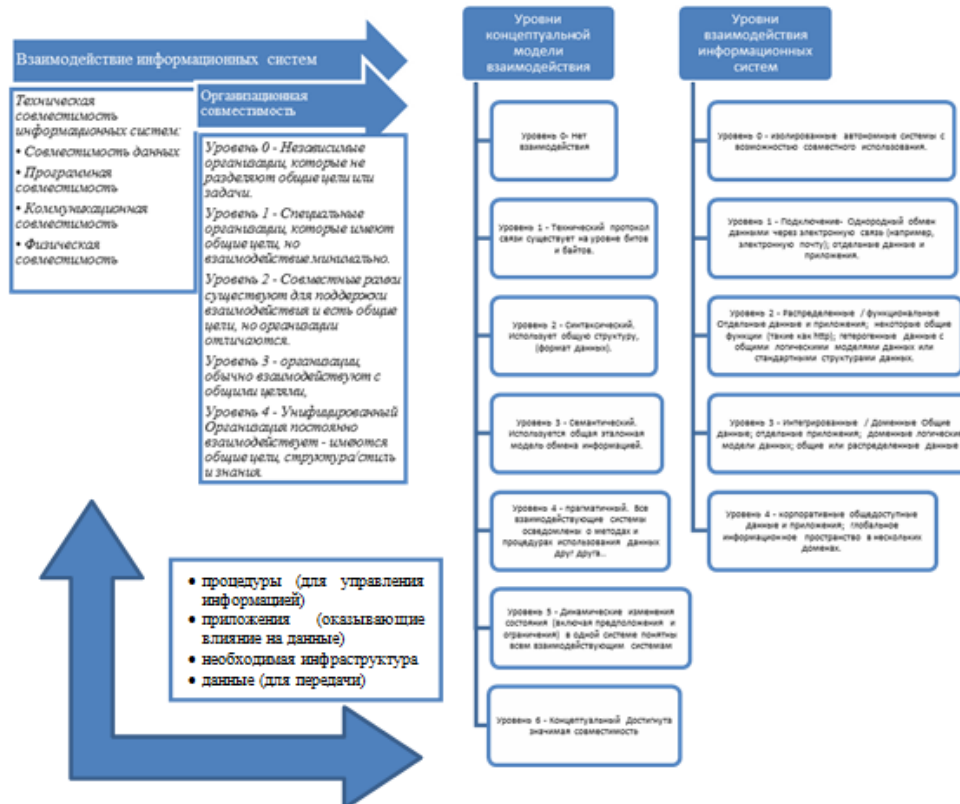 Взаимодействие информационных систем
Техническая
совместимость
информационных систем:
• Совместимость данных
• Программная
совместимость
• Коммуникационная
совместимость
• Физическая
совместимость
Организационная
совместимость
Уровень 0 - Независимые
организации, которые не
разделяют общие цели или
задачи.
Уровень 1 - Специальные
организации, которые имеют
общие цели, но
взаимодействие минимально.
Уровень 2 - Совместные рамки
существуют для поддержки
взаимодействия и есть общие
цели, но организации
отличаются.
Уровень 3 - организации,
обычно взаимодействуют с
общими целями,
Уровень 4 - Унифицированный
Организация постоянно
взаимодействует - имеются
общие цели, структура/стиль
и знания.
• процедуры (для управления
информацией)
• приложения (оказывающие
влияние на данные)
• необходимая инфраструктура
• данные (для передачи)
Уровни
концептуальной
модели
взаимодействия
Уровень 0- Нет
взаимодействия
Уровень 1 - Технический протокол
связи существует на уровне битов
и байтов.
Уровень 2 - Синтаксический.
Использует общую структуру,
(формат данных).
Уровень 3 - Семантический.
Используется общая эталонная
модель обмена информацией.
Уровень 4 - прагматичный. Все
взаимодействующие системы
осведомлены о методах и
процедурах использования данных
друг друга..
Уровень 5 - Динамические изменения
состояния (включая предположения и
ограничения) в одной системе понятны
всем взаимодействующим системам
Уровень 6 - Концептуальный Достигнута
значимая совместимость
Уровни
взаимодействия
информационных
систем
Уровень 0 - изолированные автономные системы с
возможностью совместного использования.
Уровень 1 - Подключение- Однородный обмен
данными через электронную связь (например,
электронную почту); отдельные данные и
приложения.
Уровень 2 - Распределенные / функциональные
Отдельные данные и приложения; некоторые общие
функции (такие как http); гетерогенные данные с
общими логическими моделями данных или
стандартными структурами данных.
Уровень 3 - Интегрированные / Доменные Общие
данные; отдельные приложения; доменные логические
модели данных; общие или распределенные данные
Уровень 4 - корпоративные общедоступные
данные и приложения; глобальное
информационное пространство в нескольких
доменах.